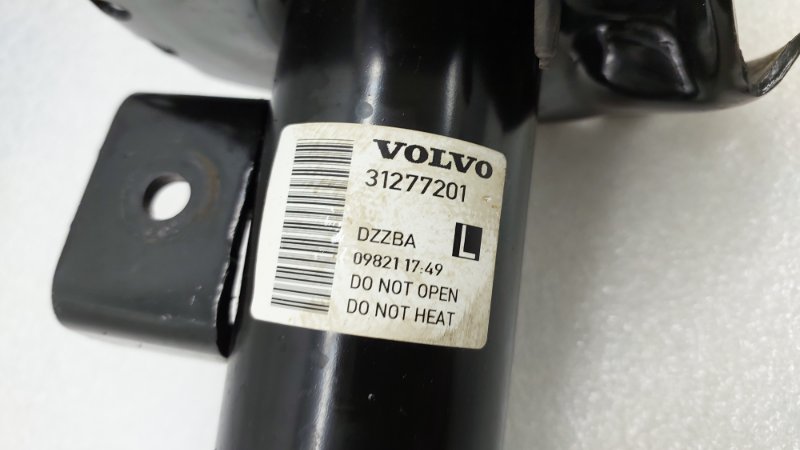 VOLVO
31277201
DZZBA L
09821 17:49
DO NOT OPEN
DO NOT HEAT